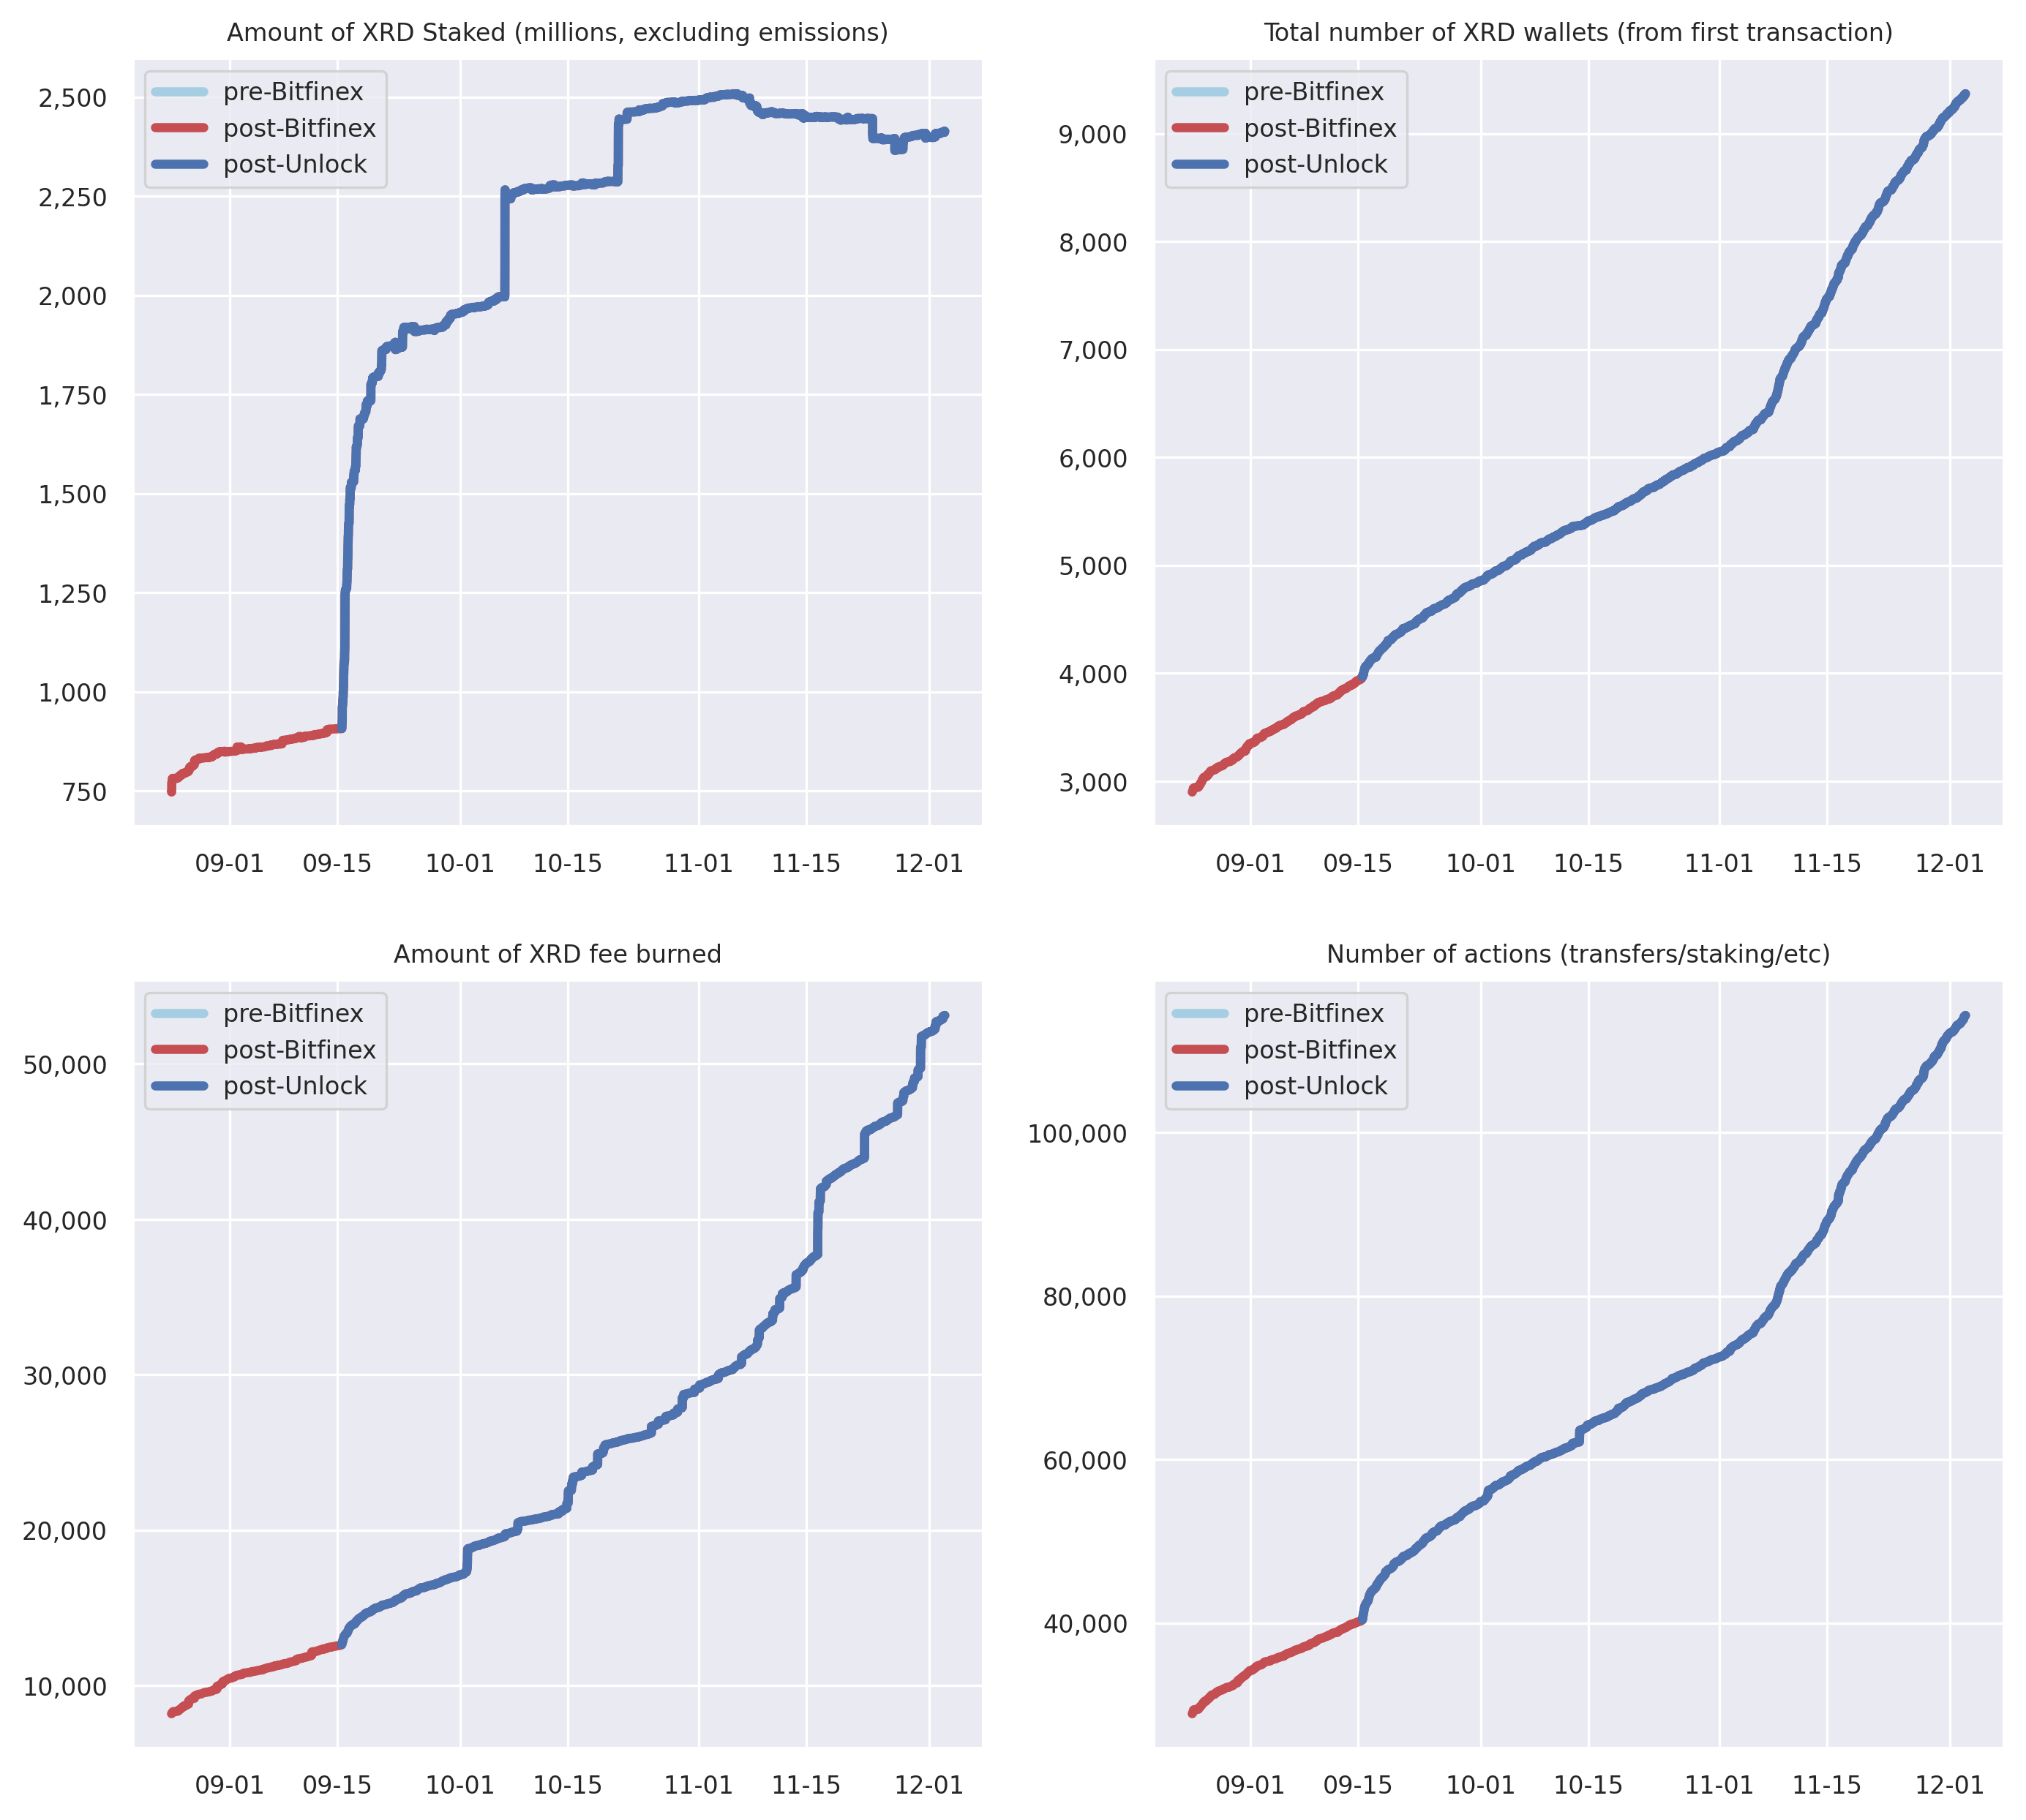 Amount of XRD Staked (millions, excluding emissions)
pre-Bitfinex
post-Bitfinex
post-Unlock
2,500
2,250
2,000
1,750
1,500
1,250
1,000
750
09-01 09-15 10-01 10-15 11-01 11-15 12-01
Total number of XRD wallets (from first transaction)
pre-Bitfinex
post-Bitfinex
post-Unlock
9,000
8,000
7,000
6,000
5,000
4,000
3,000
09-01 09-15 10-01 10-15 11-01 11-15 12-01
Amount of XRD fee burned
pre-Bitfinex
post-Bitfinex
post-Unlock
50,000
40,000
30,000
20,000
10,000
09-01 09-15 10-01 10-15 11-01 11-15 12-01
Number of actions (transfers/staking/etc)
pre-Bitfinex
post-Bitfinex
post-Unlock
100,000
80,000
60,000
40,000
09-01 09-15 10-01 10-15 11-01 11-15 12-01